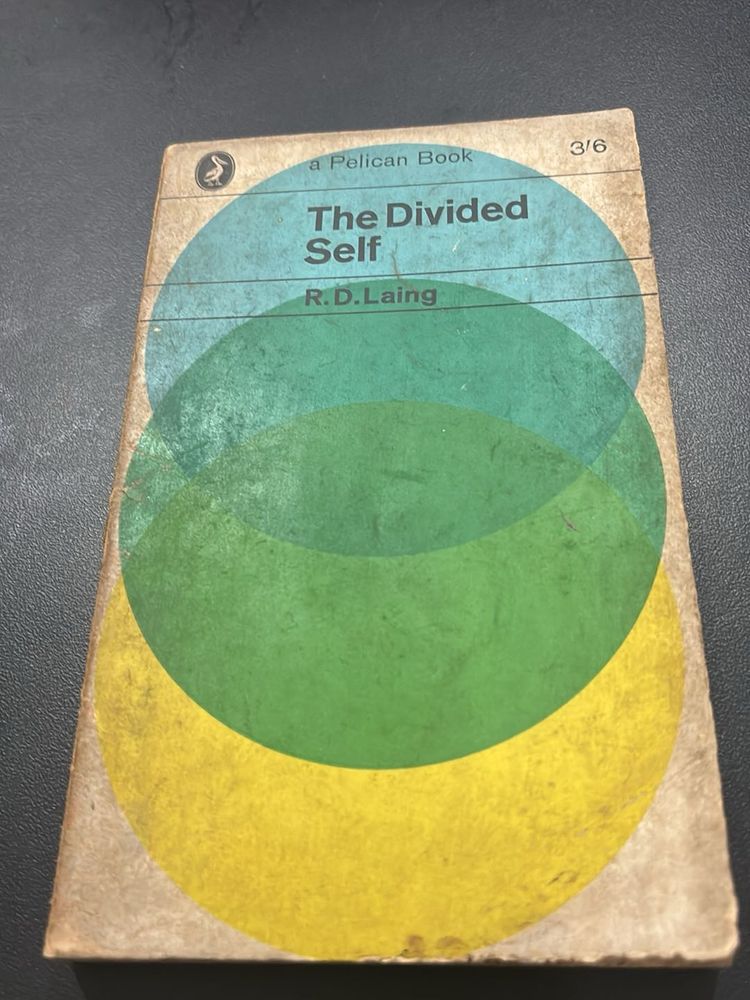 a Pelican Book 3/6
The Divided
Self
R.D.Laing